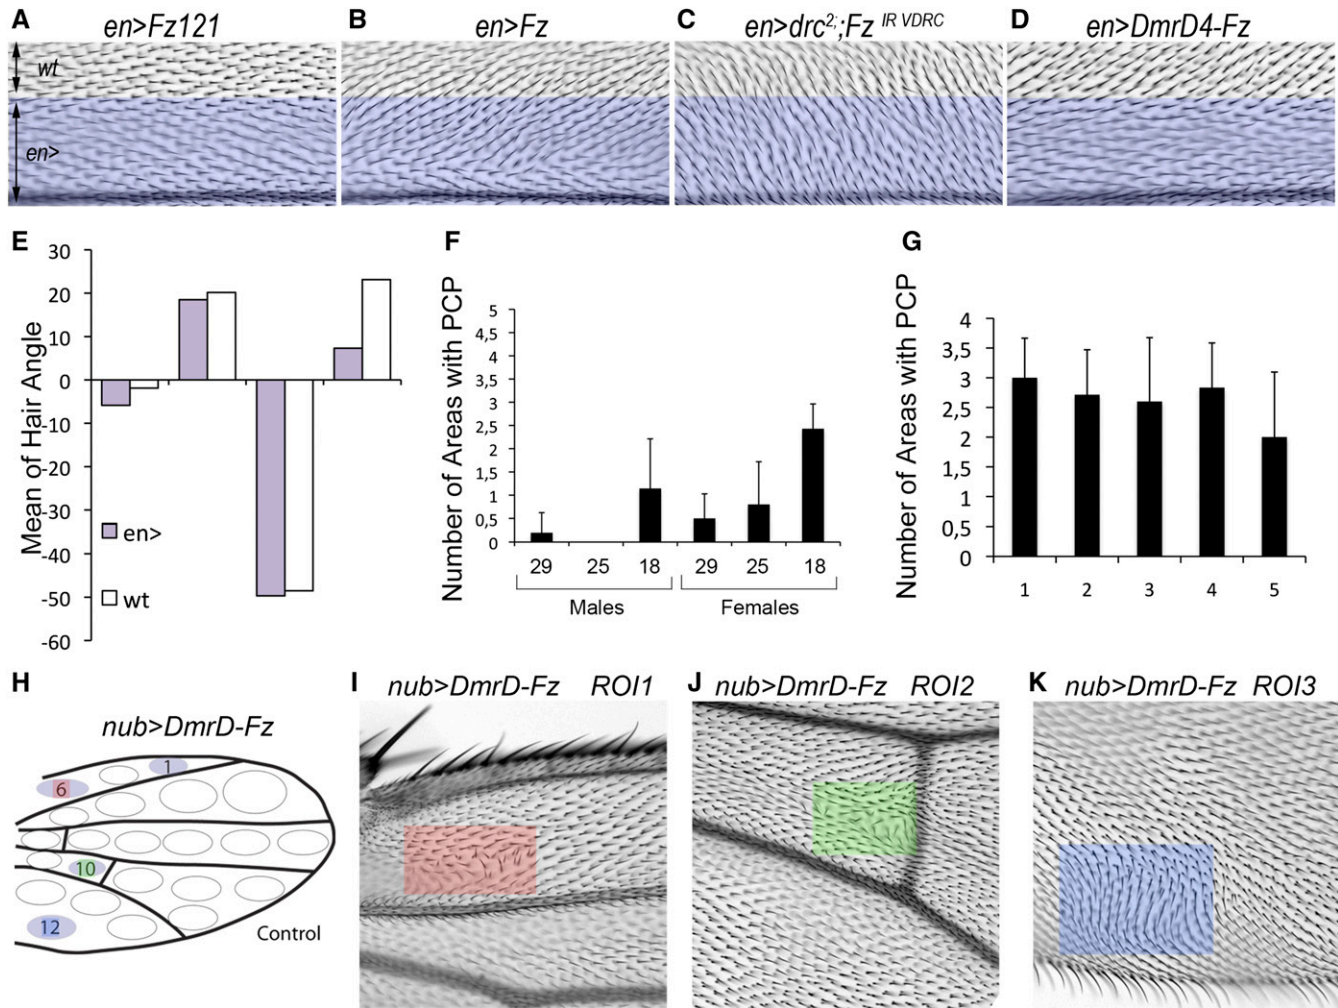 A en>Fz121
B en>Fz
C en>drc2;;Fz IR VDRC
D en>DmrD4-Fz
wt
en>
E
Mean of Hair Angle
30
20
10
0
-10
-20
-30
-40
-50
-60
en>
wt
F
Number of Areas with PCP
5
4,5
4
3,5
3
2,5
2
1,5
1
0,5
0
29 25 18 29 25 18
Males Females
G
Number of Areas with PCP
4
3,5
3
2,5
2
1,5
1
0,5
0
1 2 3 4 5
H
nub>DmrD-Fz
1
6
10
12
Control
I nub>DmrD-Fz ROI1
J nub>DmrD-Fz ROI2
K nub>DmrD-Fz ROI3